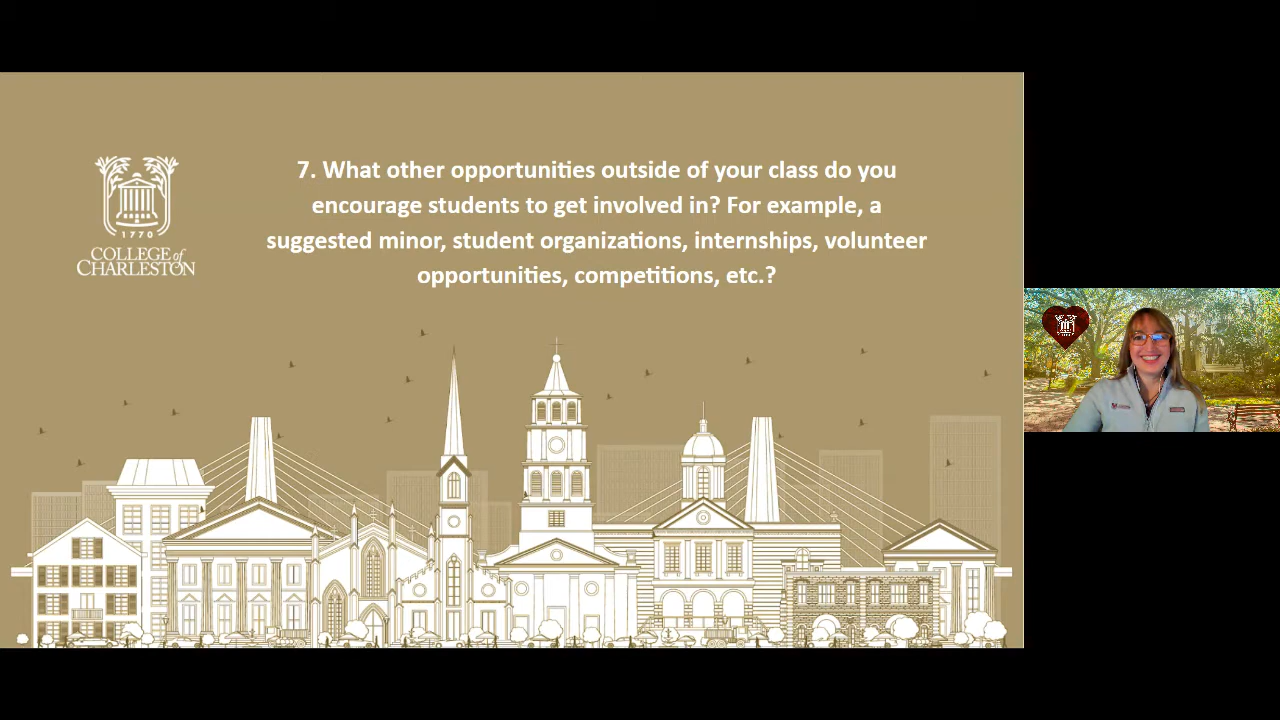 7. What other opportunities outside of your class do you
encourage students to get involved in? For example, a
suggested minor, student organizations, internships, volunteer
opportunities, competitions, etc.?
1770
COLLEGE of
CHARLESTON